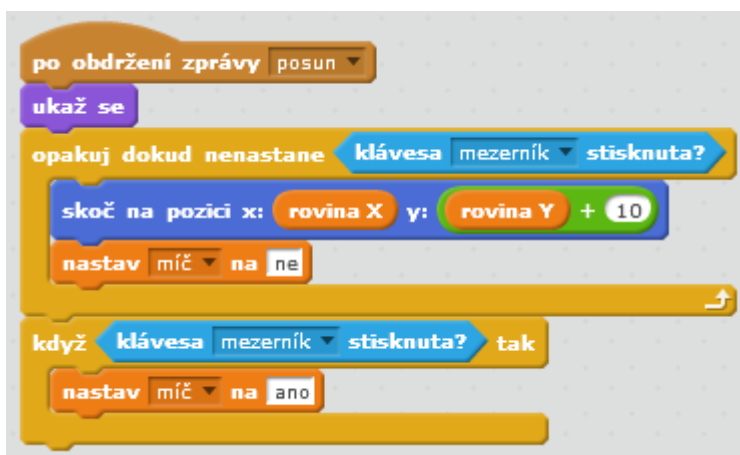 po obdržení zprávy posun
ukaž se
opakuj dokud nenastane klávesa mezerník stisknuta?
skoč na pozici x: rovina X y: rovina Y + 10
nastav míč na ne
když klávesa mezerník stisknuta? tak
nastav míč na ano